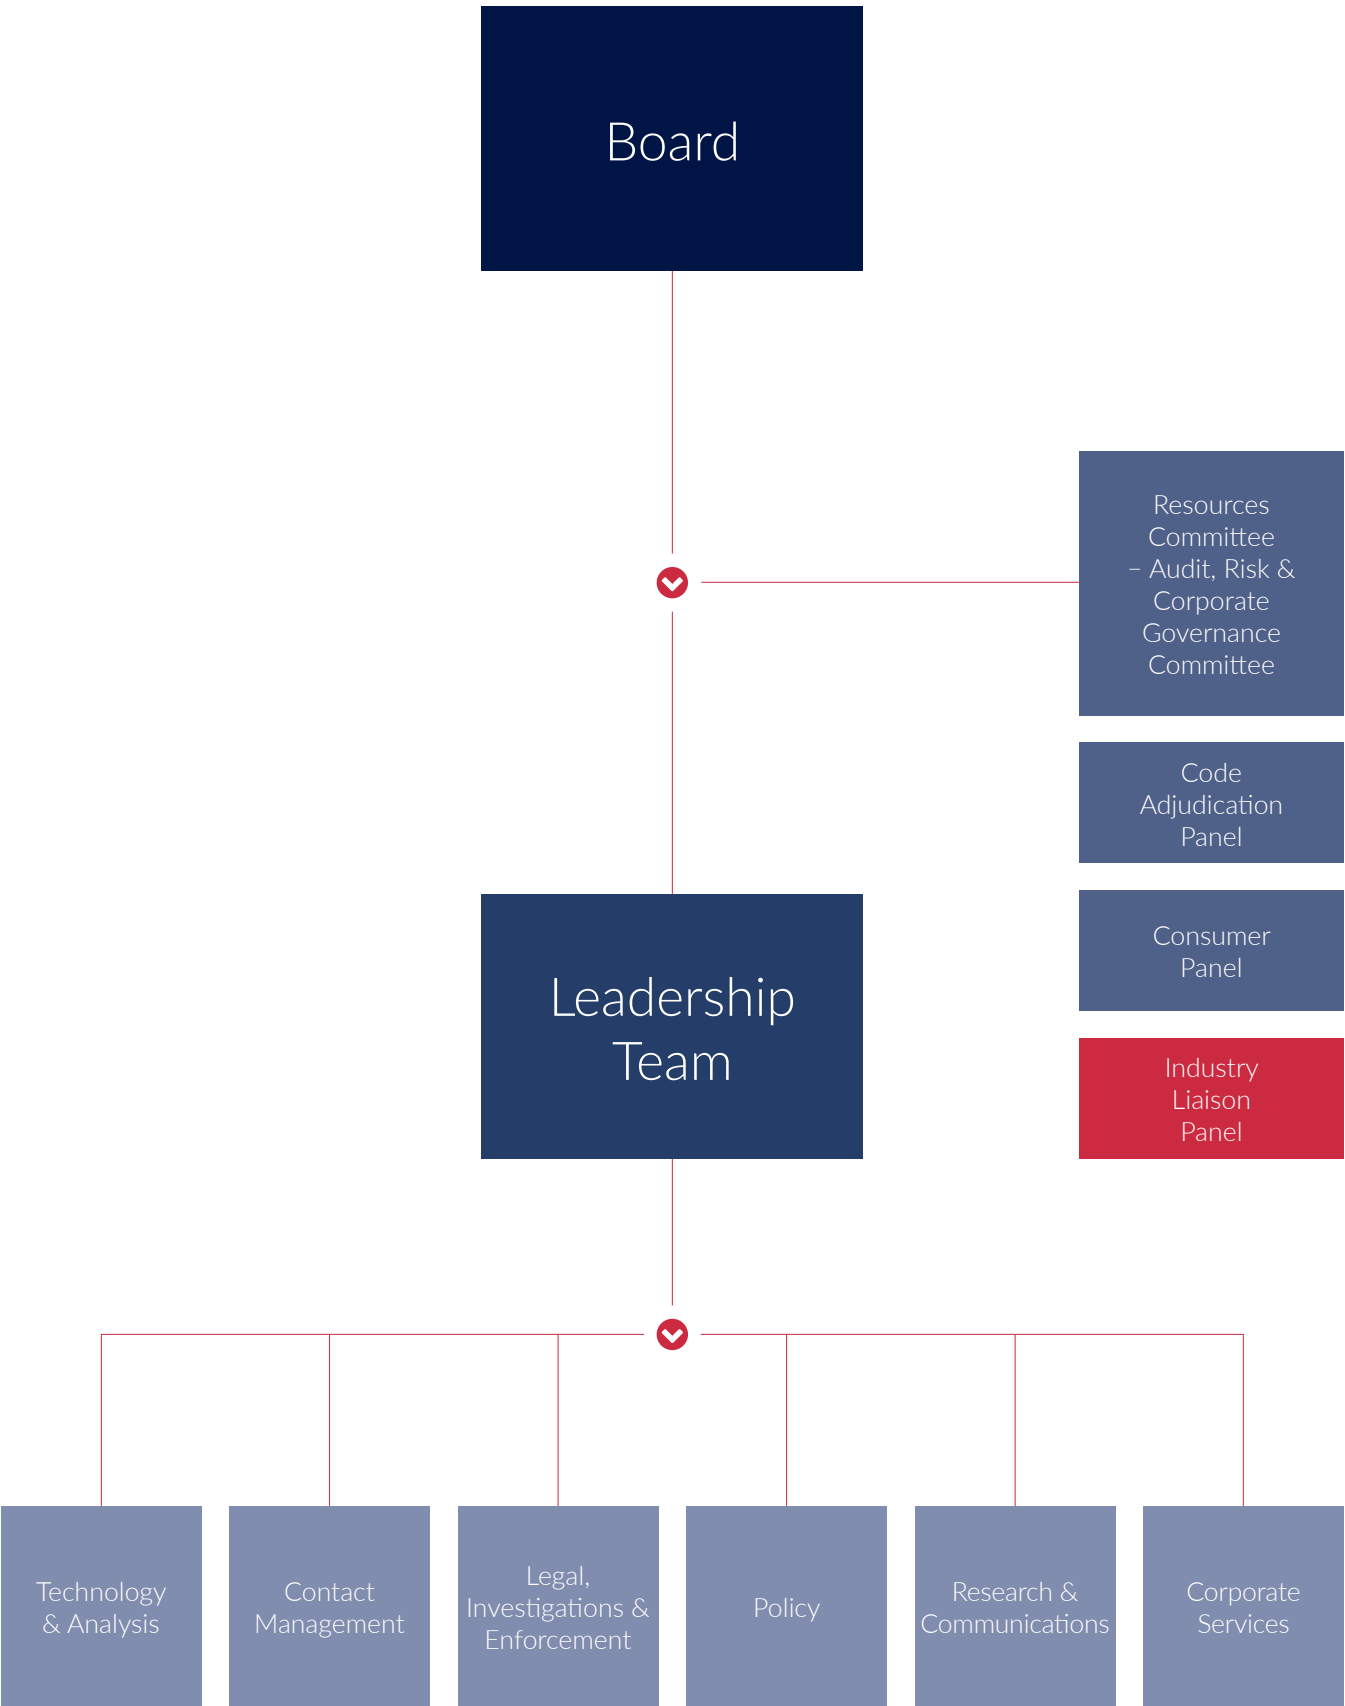 Board
Resources
Committee
– Audit, Risk &
Corporate
Governance
Committee
Code
Adjudication
Panel
Consumer
Panel
Leadership
Team
Industry
Liaison
Panel
Technology
& Analysis
Contact
Management
Legal,
Investigations &
Enforcement
Policy
Research &
Communications
Corporate
Services